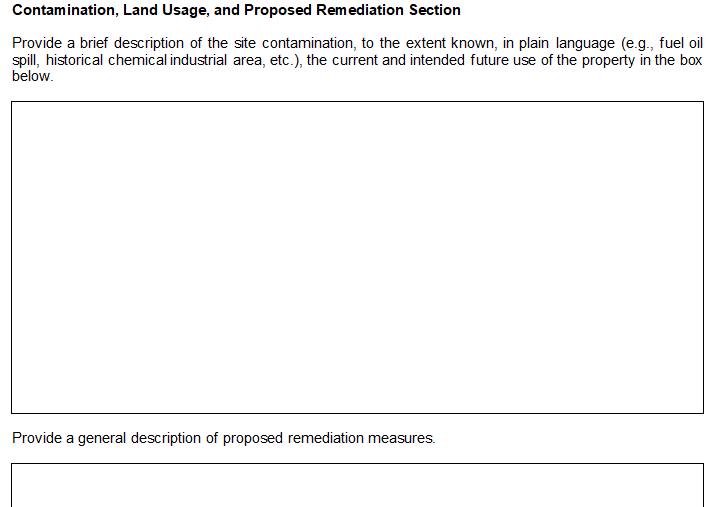 Contamination, Land Usage, and Proposed Remediation Section
Provide a brief description of the site contamination, to the extent known, in plain language (e.g., fuel oil
spill, historical chemical industrial area, etc.), the current and intended future use of the property in the box
below.
Provide a general description of proposed remediation measures.